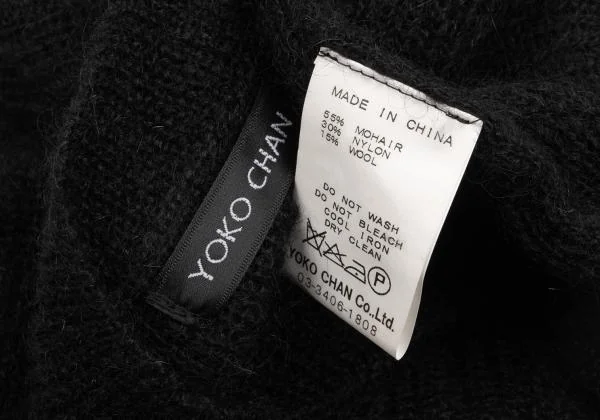 YOKO CHAN
MADE IN CHINA
55% MOHAIR
30% NYLON
15% WOOL
DO NOT WASH
DO NOT BLEACH
COOL IRON
DRY CLEAN
P
YOKO CHAN Co.,Ltd.
03-3406-1808